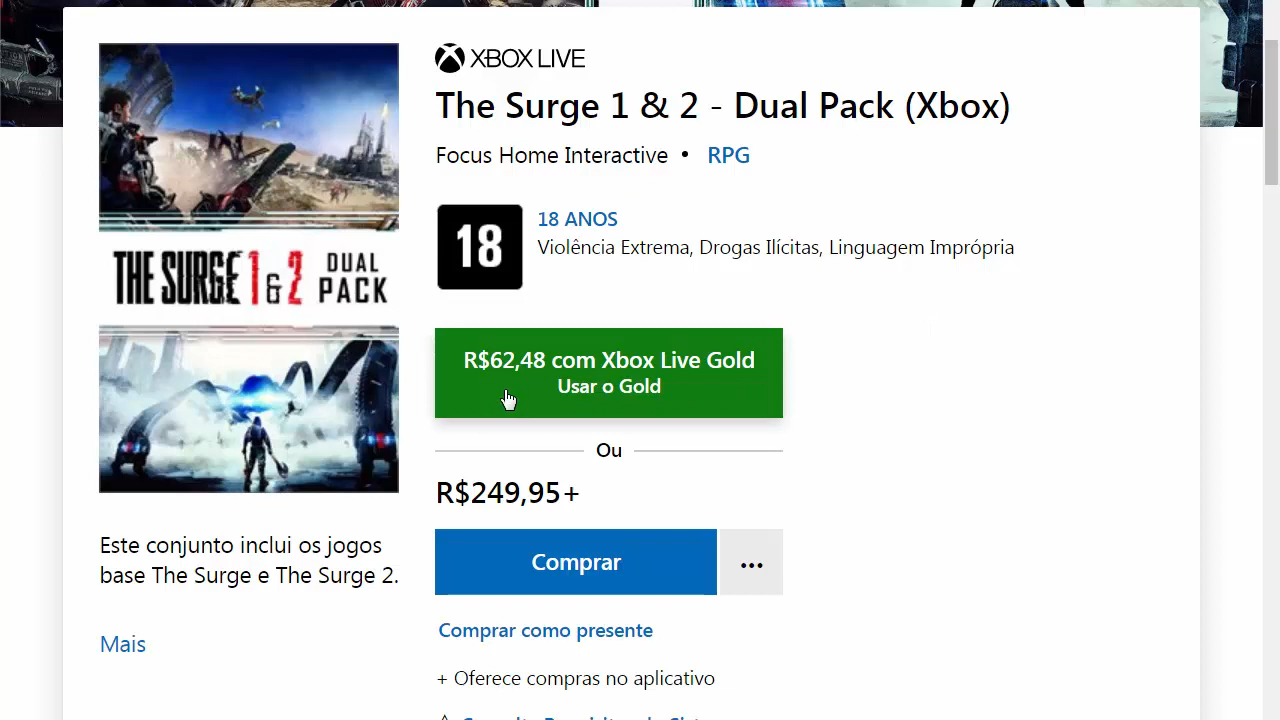 THE SURGE 1 & 2 DUAL PACK
Este conjunto inclui os jogos
base The Surge e The Surge 2.
Mais
XBOX LIVE
The Surge 1 & 2 - Dual Pack (Xbox)
Focus Home Interactive • RPG
18
18 ANOS
Violência Extrema, Drogas Ilícitas, Linguagem Imprópria
R$62,48 com Xbox Live Gold
Usar o Gold
Ou
R$249,95+
Comprar
...
Comprar como presente
+ Oferece compras no aplicativo